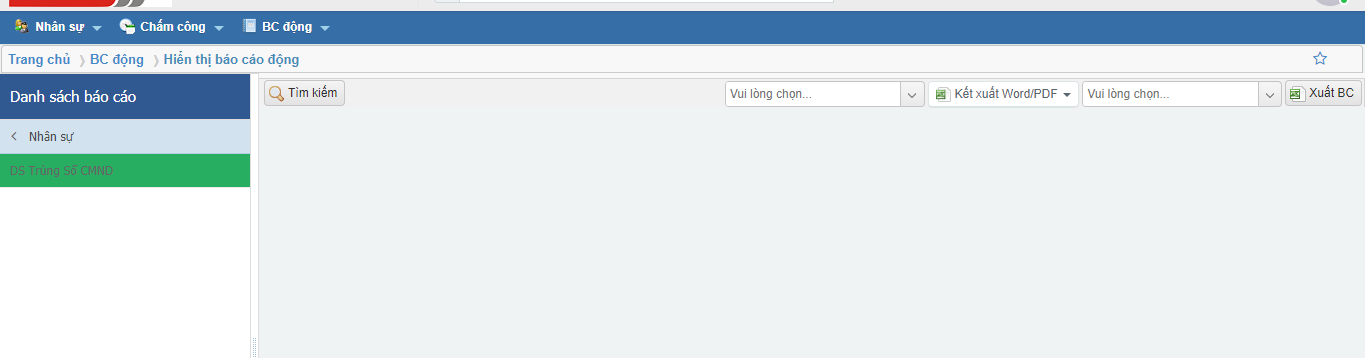 Nhân sự Chấm công BC động
Trang chủ BC động Hiển thị báo cáo động
Danh sách báo cáo
Tìm kiếm Vui lòng chọn... Kết xuất Word/PDF Vui lòng chọn... Xuất BC
Nhân sự
DS Trùng Số CMND